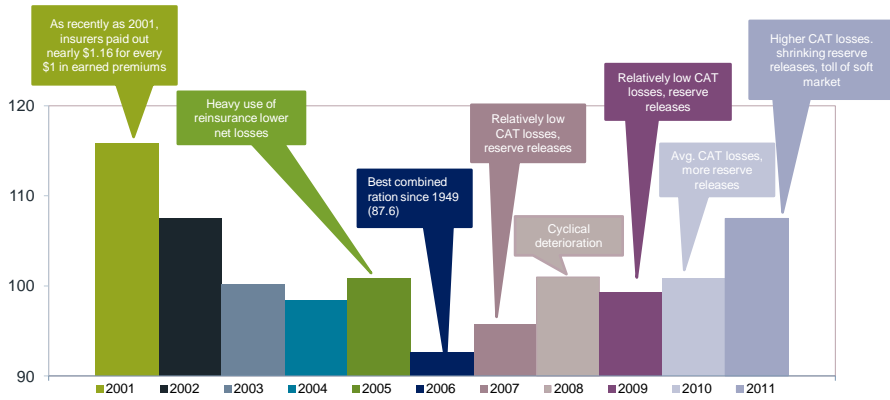 As recently as 2001,
insurers paid out
nearly $1.16 for every
$1 in earned premiums
Heavy use of
reinsurance lower
net losses
Best combined
ration since 1949
(87.6)
Relatively low CAT
losses, reserve
releases
Cyclical
deterioration
Relatively low CAT
losses, reserve
releases
Avg. CAT losses,
more reserve
releases
Higher CAT losses.
shrinking reserve
releases, toll of soft
market
120
110
100
90
2001 2002 2003 2004 2005 2006 2007 2008 2009 2010 2011